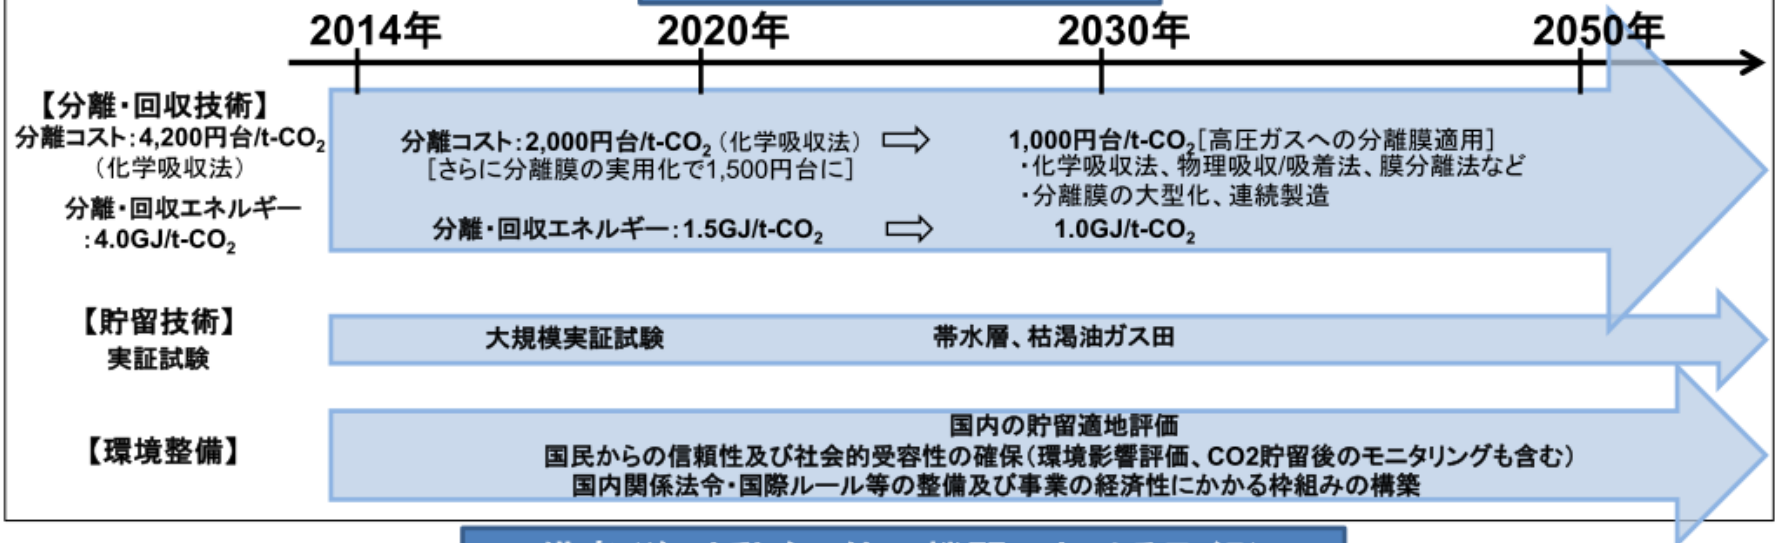 2014年
2020年
2030年
2050年
【分離・回収技術】
分離コスト:4,200円台/t-CO2
(化学吸収法)
分離・回収エネルギー
:4.0GJ/t-CO2
分離コスト:2,000円台/t-CO2 (化学吸収法) ⇨ 1,000円台/t-CO2[高圧ガスへの分離膜適用]
[さらに分離膜の実用化で1,500円台に]
・化学吸収法、物理吸収/吸着法、膜分離法など
・分離膜の大型化、連続製造
分離・回収エネルギー:1.5GJ/t-CO2 ⇨ 1.0GJ/t-CO2
【貯留技術】
実証試験
大規模実証試験
帯水層、枯渇油ガス田
【環境整備】
国内の貯留適地評価
国民からの信頼性及び社会的受容性の確保(環境影響評価、CO2貯留後のモニタリングも含む)
国内関係法令・国際ルール等の整備及び事業の経済性にかかる枠組みの構築